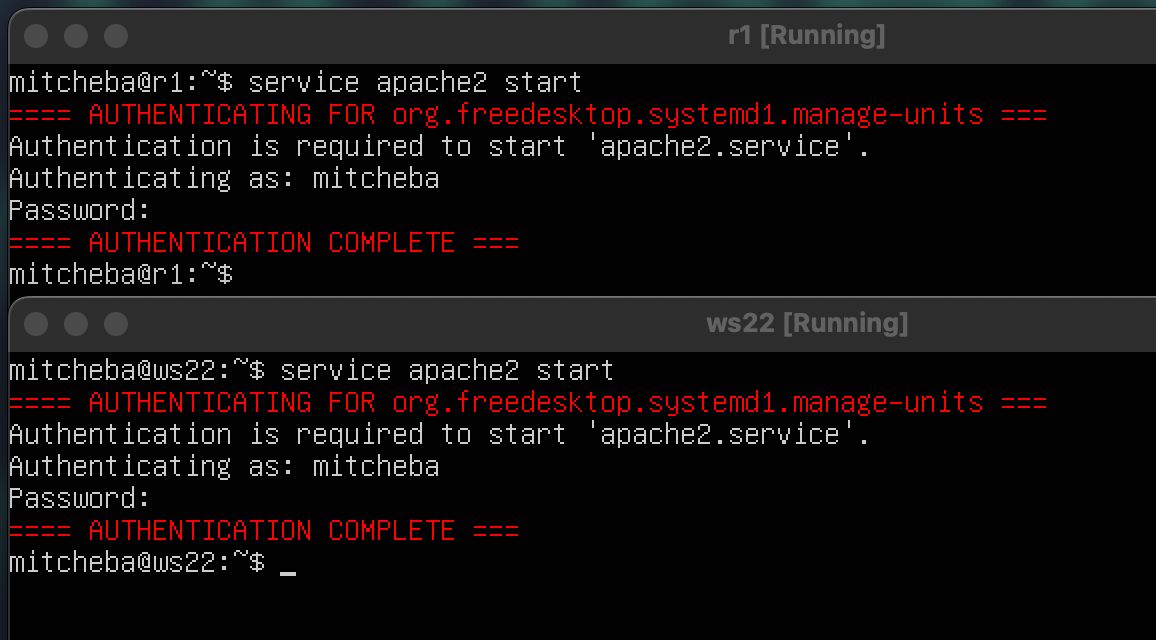 r1 [Running]
mitcheba@r1:~$ service apache2 start
==== AUTHENTICATING FOR org.freedesktop.systemd1.manage-units ===
Authentication is required to start 'apache2.service'.
Authenticating as: mitcheba
Password:
==== AUTHENTICATION COMPLETE ===
mitcheba@r1:~$
ws22 [Running]
mitcheba@ws22:~$ service apache2 start
==== AUTHENTICATING FOR org.freedesktop.systemd1.manage-units ===
Authentication is required to start 'apache2.service'.
Authenticating as: mitcheba
Password:
==== AUTHENTICATION COMPLETE ===
mitcheba@ws22:~$ _